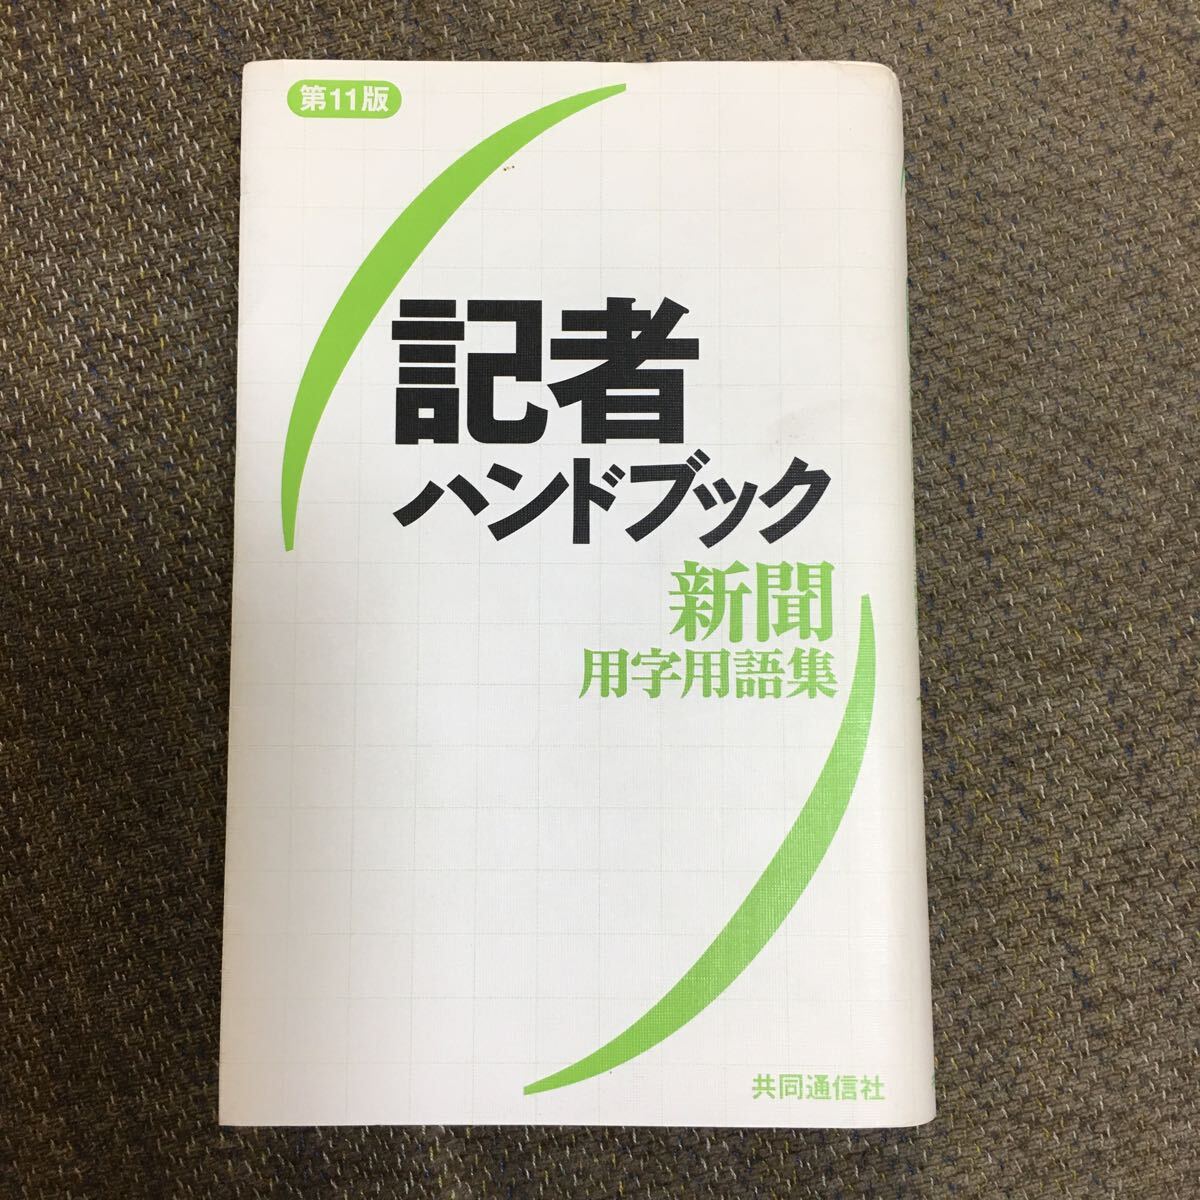 第11版
記者
ハンドブック
新聞
用字用語集
共同通信社